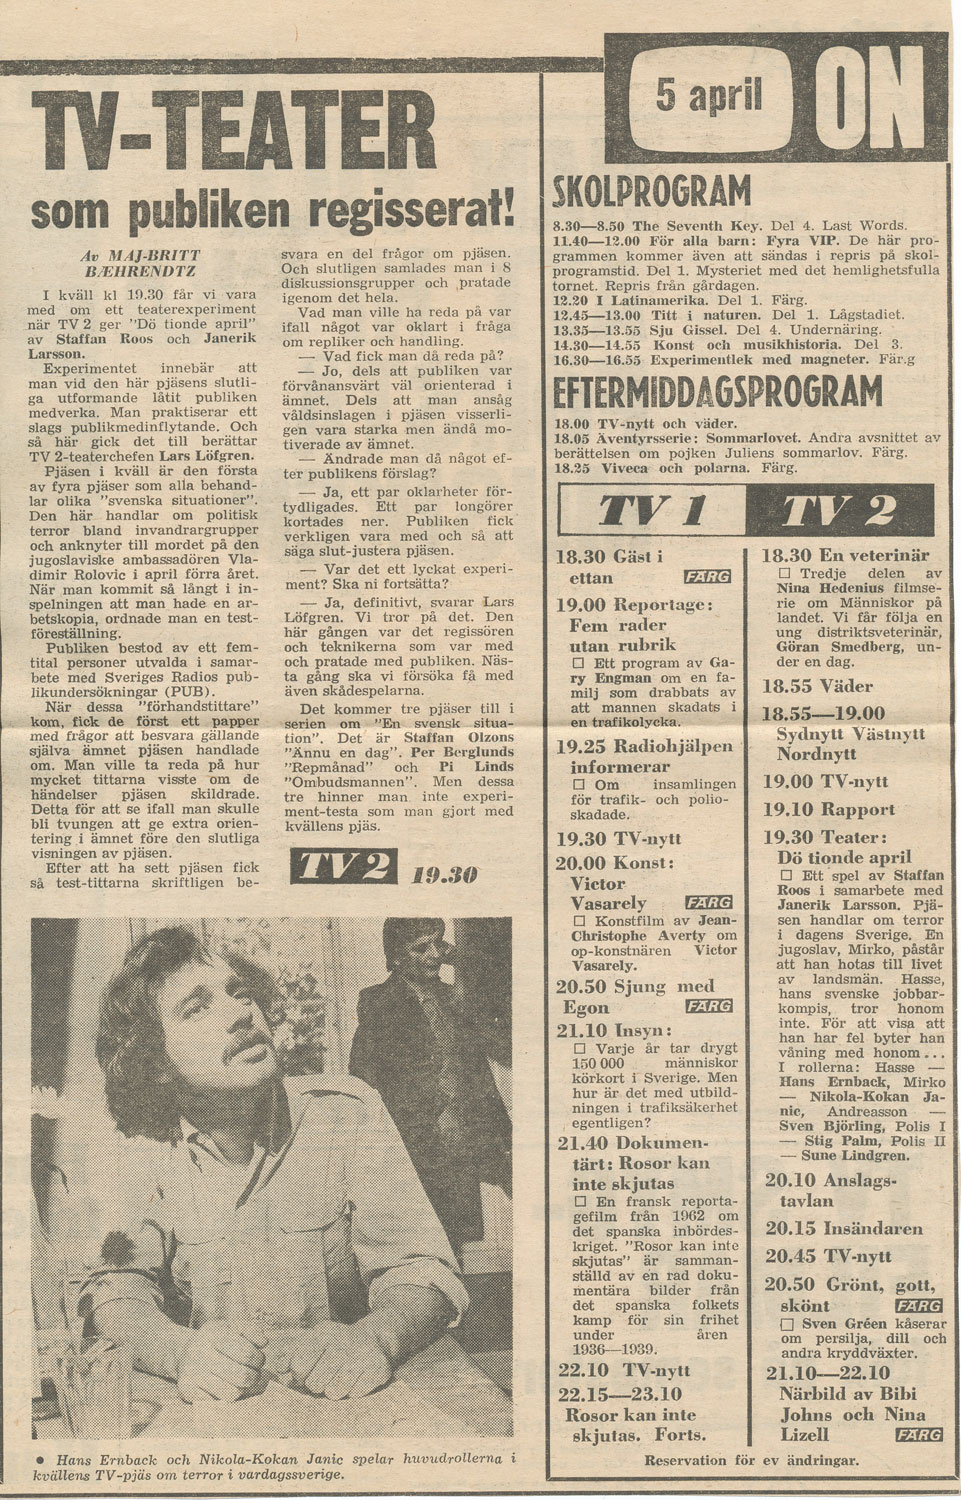 TV-TEATER
som publiken regisserat!
Av MAJ-BRITT
BÆHRENDTZ
I kväll kl 19.30 får vi vara
med om ett teaterexperiment
när TV 2 ger "Dö tionde april"
av Staffan Roos och Janerik
Larsson.
Experimentet innebär att
man vid den här pjäsens slutli-
ga utformande låtit publiken
medverka. Man praktiserar ett
slags publikmedinflytande. Och
så här gick det till berättar
TV 2-teaterchefen Lars Löfgren.
Pjäsen i kväll är den första
av fyra pjäser som alla behand-
lar olika "svenska situationer".
Den här handlar om politisk
terror bland invandrargrupper
och anknyter till mordet på den
jugoslaviske ambassadören Vla-
dimir Rolovic i april förra året.
När man kommit så långt i in-
spelningen att man hade en ar-
betskopia, ordnade man en test-
föreställning.
Publiken bestod av ett fem-
tital personer utvalda i samar-
bete med Sveriges Radios pub-
likundersökningar (PUB).
När dessa "förhandstittare"
kom, fick de först ett papper
med frågor att besvara gällande
själva ämnet pjäsen handlade
om. Man ville ta reda på hur
mycket tittarna visste om de
händelser pjäsen skildrade.
Detta för att se ifall man skulle
bli tvungen att ge extra orien-
tering i ämnet före den slutliga
visningen av pjäsen.
Efter att ha sett pjäsen fick
så test-tittarna skriftligen be-
svara en del frågor om pjäsen.
Och slutligen samlades man i 8
diskussionsgrupper och pratade
igenom det hela.
Vad man ville ha reda på var
ifall något var oklart i fråga
om repliker och handling.
— Vad fick man då reda på?
— Jo, dels att publiken var
förvånansvärt väl orienterad i
ämnet. Dels att man ansåg
våldsinslagen i pjäsen visserli-
gen vara starka men ändå mo-
tiverade av ämnet.
— Ändrade man då något ef-
ter publikens förslag?
— Ja, ett par oklarheter för-
tydligades. Ett par longörer
kortades ner. Publiken fick
verkligen vara med och så att
säga slut-justera pjäsen.
— Var det ett lyckat experi-
ment? Ska ni fortsätta?
— Ja, definitivt, svarar Lars
Löfgren. Vi tror på det. Den
här gången var det regissören
och teknikerna som var med
och pratade med publiken. Näs-
ta gång ska vi försöka få med
även skådespelarna.
Det kommer tre pjäser till i
serien om "En svensk situa-
tion". Det är Staffan Olzons
"Ännu en dag", Per Berglunds
"Repmånad" och Pi Linds
"Ombudsmannen". Men dessa
tre hinner man inte experi-
ment-testa som man gjort med
kvällens pjäs.
TV 2 19.30
• Hans Ernback och Nikola-Kokan Janic spelar huvudrollerna i
kvällens TV-pjäs om terror i vardagssverige.
5 april ON
SKOLPROGRAM
8.30—8.50 The Seventh Key. Del 4. Last Words.
11.40—12.00 För alla barn: Fyra VIP. De här pro-
grammen kommer även att sändas i repris på skol-
programstid. Del 1. Mysteriet med det hemlighetsfulla
tornet. Repris från gårdagen.
12.20 I Latinamerika. Del 1. Färg.
12.45—13.00 Titt i naturen. Del 1. Lågstadiet.
13.35—13.55 Sju Gissel. Del 4. Undernäring.
14.30—14.55 Konst och musikhistoria. Del 3.
16.30—16.55 Experimentlek med magneter. Fär.g
EFTERMIDDAGSPROGRAM
18.00 TV-nytt och väder.
18.05 Äventyrsserie: Sommarlovet. Andra avsnittet av
berättelsen om pojken Juliens sommarlov. Färg.
18.25 Viveca och polarna. Färg.
TV 1
18.30 Gäst i
ettan FÄRG
19.00 Reportage:
Fem rader
utan rubrik
□ Ett program av Ga-
ry Engman om en fa-
milj som drabbats av
att mannen skadats i
en trafikolycka.
19.25 Radiohjälpen
informerar
□ Om insamlingen
för trafik- och polio-
skadade.
19.30 TV-nytt
20.00 Konst:
Victor
Vasarely FÄRG
□ Konstfilm av Jean-
Christophe Averty om
op-konstnären Victor
Vasarely.
20.50 Sjung med
Egon FÄRG
21.10 Insyn:
□ Varje år tar drygt
150 000 människor
körkort i Sverige. Men
hur är det med utbild-
ningen i trafiksäkerhet
egentligen?
21.40 Dokumen-
tärt: Rosor kan
inte skjutas
□ En fransk reporta-
gefilm från 1962 om
det spanska inbördes-
kriget. "Rosor kan inte
skjutas" är samman-
ställd av en rad doku-
mentära bilder från
det spanska folkets
kamp för sin frihet
under åren
1936—1939.
22.10 TV-nytt
22.15—23.10
Rosor kan inte
skjutas. Forts.
TV 2
18.30 En veterinär
□ Tredje delen av
Nina Hedenius filmse-
rie om Människor på
landet. Vi får följa en
ung distriktsveterinär,
Göran Smedberg, un-
der en dag.
18.55 Väder
18.55—19.00
Sydnytt Västnytt
Nordnytt
19.00 TV-nytt
19.10 Rapport
19.30 Teater:
Dö tionde april
□ Ett spel av Staffan
Roos i samarbete med
Janerik Larsson. Pjä-
sen handlar om terror
i dagens Sverige. En
jugoslav, Mirko, påstår
att han hotas till livet
av landsmän. Hasse,
hans svenske jobbar-
kompis, tror honom
inte. För att visa att
han har fel byter han
våning med honom...
I rollerna: Hasse —
Hans Ernback, Mirko
— Nikola-Kokan Ja-
nic, Andreasson —
Sven Björling, Polis I
— Stig Palm, Polis II
— Sune Lindgren.
20.10 Anslags-
tavlan
20.15 Insändaren
20.45 TV-nytt
20.50 Grönt, gott,
skönt FÄRG
□ Sven Gréen kåserar
om persilja, dill och
andra kryddväxter.
21.10—22.10
Närbild av Bibi
Johns och Nina
Lizell FÄRG
Reservation för ev ändringar.